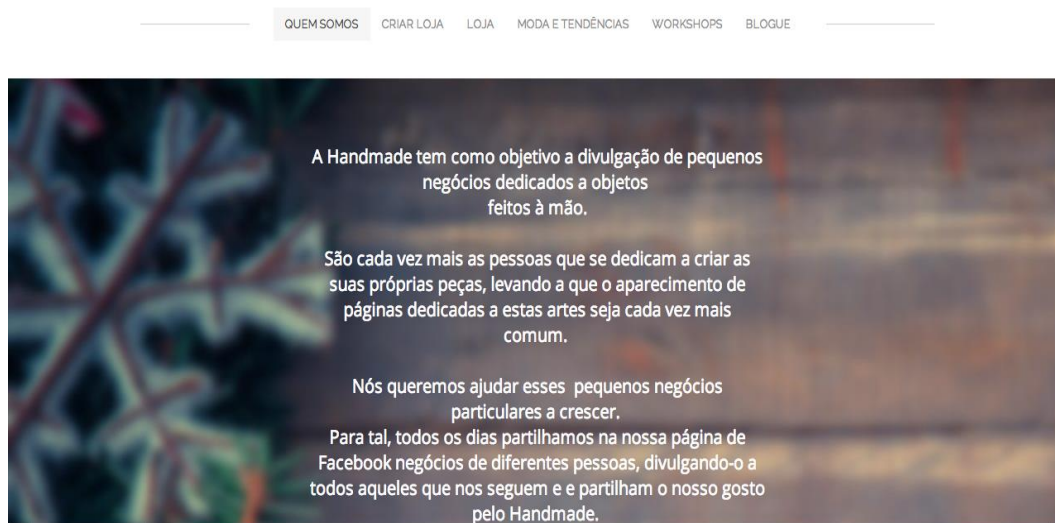 QUEM SOMOS CRIAR LOJA LOJA MODA E TENDÊNCIAS WORKSHOPS BLOGUE
A Handmade tem como objetivo a divulgação de pequenos
negócios dedicados a objetos
feitos à mão.
São cada vez mais as pessoas que se dedicam a criar as
suas próprias peças, levando a que o aparecimento de
páginas dedicadas a estas artes seja cada vez mais
comum.
Nós queremos ajudar esses pequenos negócios
particulares a crescer.
Para tal, todos os dias partilhamos na nossa página de
Facebook negócios de diferentes pessoas, divulgando-o a
todos aqueles que nos seguem e e partilham o nosso gosto
pelo Handmade.